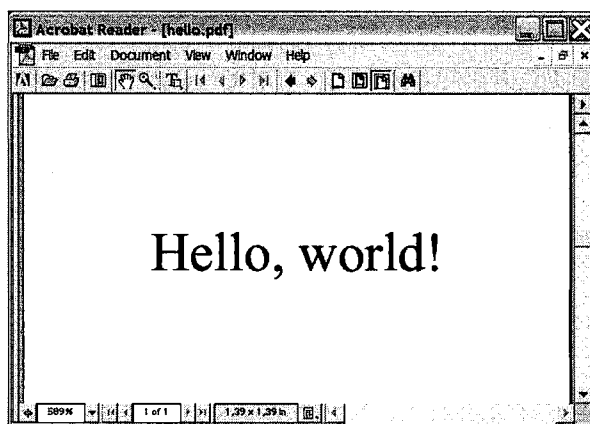 Acrobat Reader - [hello.pdf]
File Edit Document View Window Help
Hello, world!
589% 1 of 1 1,39 x 1,39 in